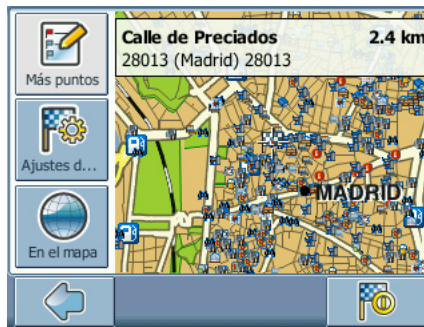 Más puntos
Calle de Preciados 2.4 km
28013 (Madrid) 28013
Ajustes d...
MADRID
En el mapa